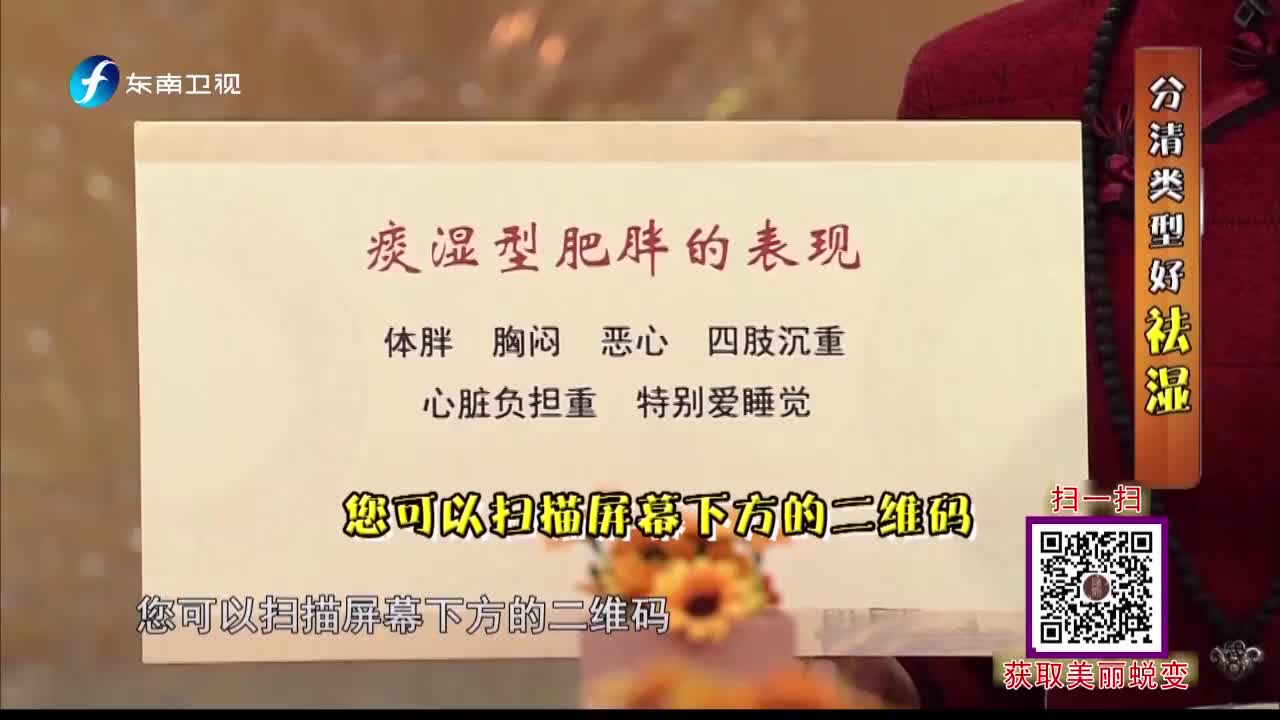 东南卫视
分清类型好祛湿
痰湿型肥胖的表现
体胖 胸闷 恶心 四肢沉重
心脏负担重 特别爱睡觉
您可以扫描屏幕下方的二维码
您可以扫描屏幕下方的二维码
扫一扫
获取美丽蜕变